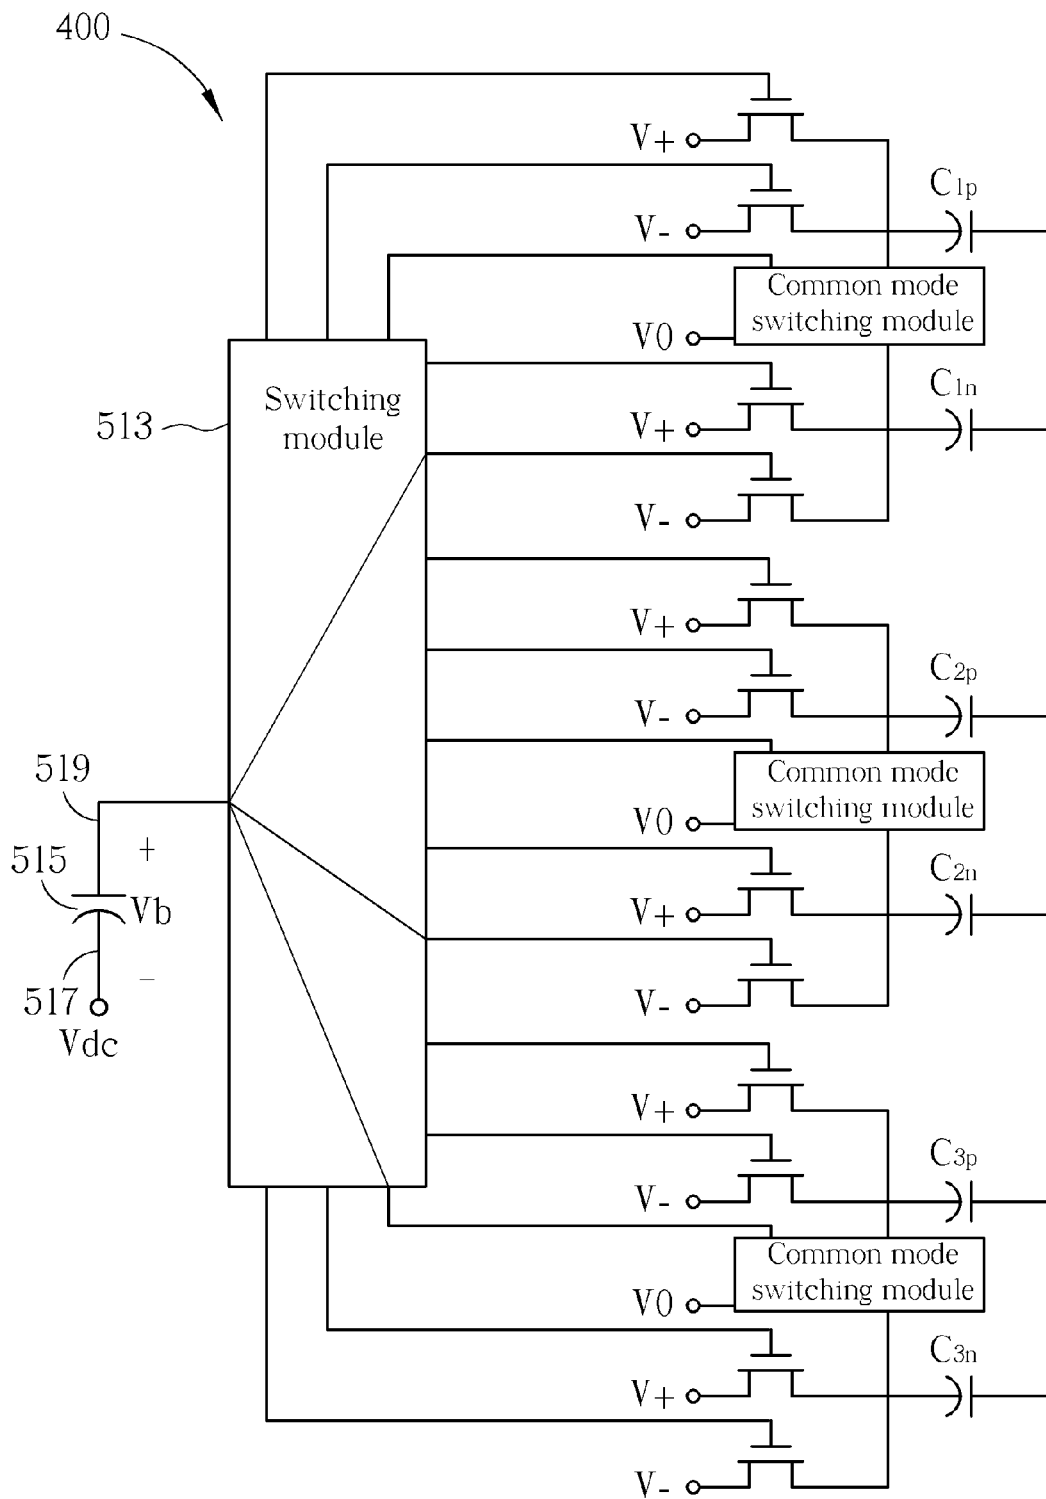 400
V+
C1p
V-
Common mode
switching module
V0
Switching
module
513
C1n
V+
V-
V+
C2p
V-
519
Common mode
switching module
V0
+
515
Vb
C2n
V+
-
517
V-
Vdc
V+
C3p
V-
Common mode
switching module
V0
C3n
V+
V-